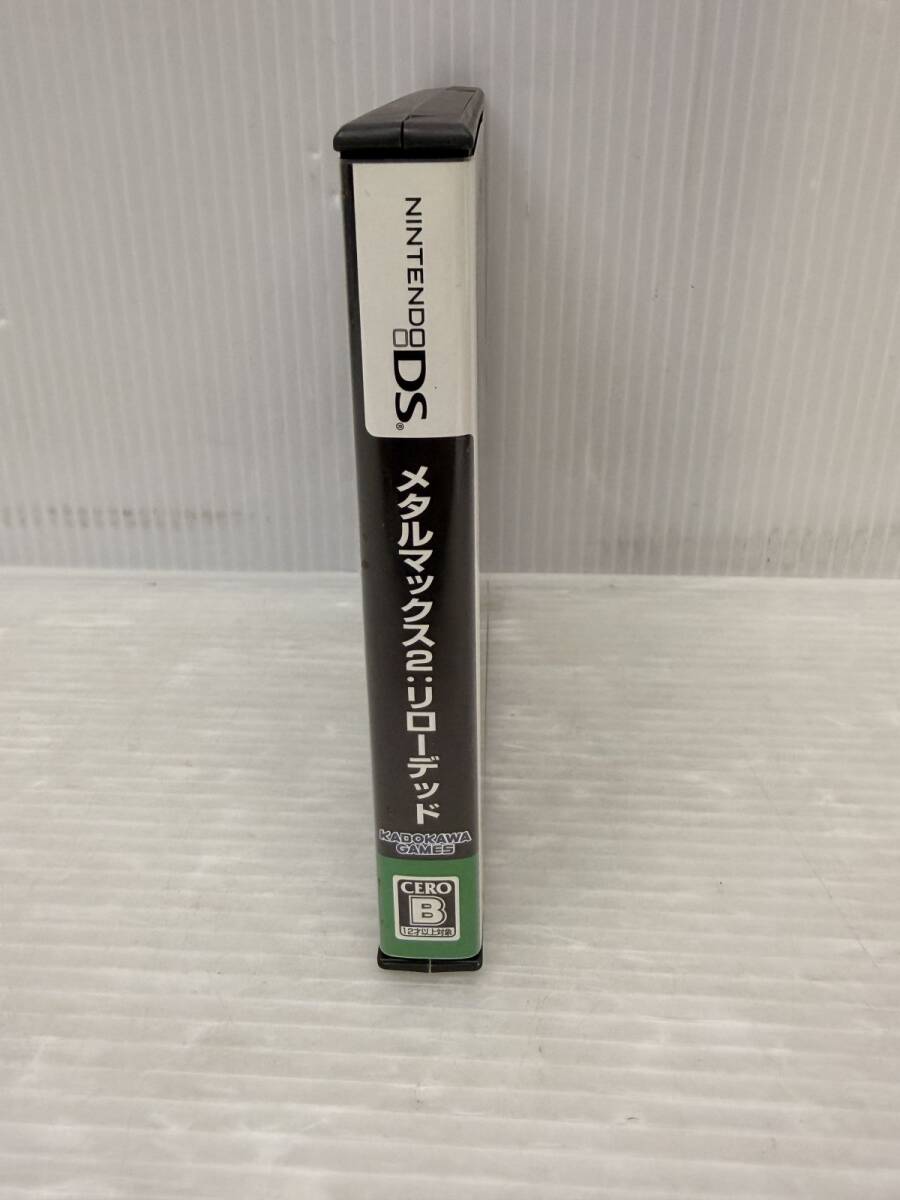 NINTENDO DS®
メタルマックス2:リローデッド
KADOKAWA
GAMES
CERO
B
12才以上対象